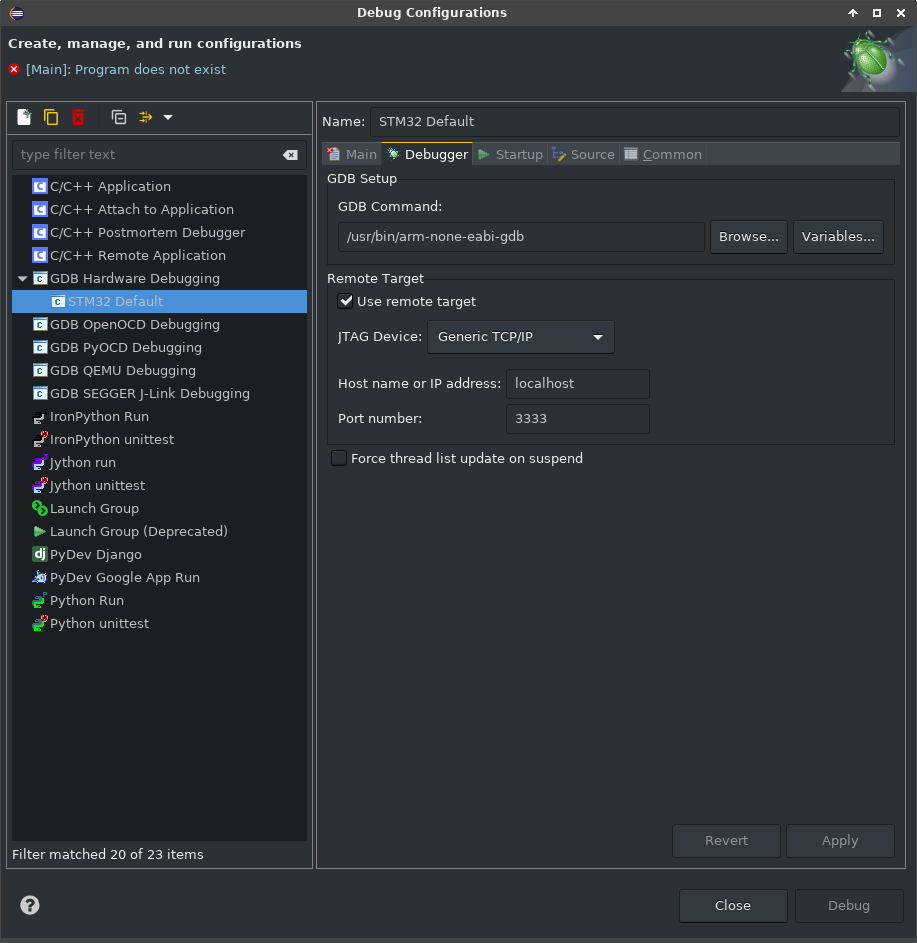 Debug Configurations
Create, manage, and run configurations
[Main]: Program does not exist
type filter text
C/C++ Application
C/C++ Attach to Application
C/C++ Postmortem Debugger
C/C++ Remote Application
GDB Hardware Debugging
STM32 Default
GDB OpenOCD Debugging
GDB PyOCD Debugging
GDB QEMU Debugging
GDB SEGGER J-Link Debugging
IronPython Run
IronPython unittest
Jython run
Jython unittest
Launch Group
Launch Group (Deprecated)
dj PyDev Django
PyDev Google App Run
Python Run
Python unittest
Filter matched 20 of 23 items
Name: STM32 Default
Main Debugger Startup Source Common
GDB Setup
GDB Command:
/usr/bin/arm-none-eabi-gdb Browse... Variables...
Remote Target
Use remote target
JTAG Device: Generic TCP/IP
Host name or IP address: localhost
Port number: 3333
Force thread list update on suspend
Revert Apply
Close Debug